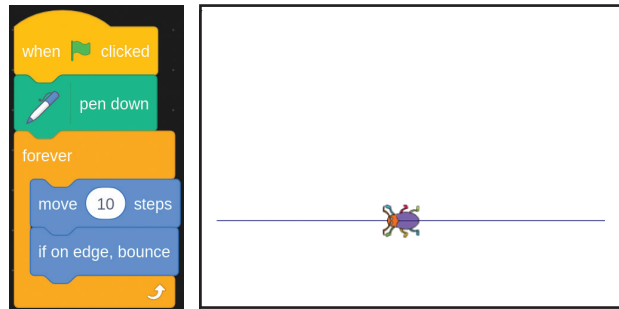 when clicked
pen down
forever
move 10 steps
if on edge, bounce